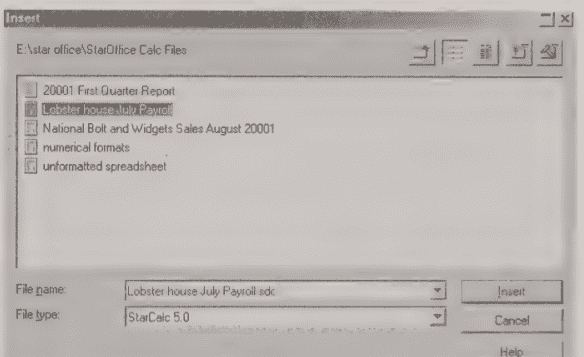 Insert
E:\star office\StarOffice Calc Files
20001 First Quarter Report
Lobster house July Payroll
National Bolt and Widgets Sales August 20001
numerical formats
unformatted spreadsheet
File name:
Lobster house July Payroll sdc
Insert
File type:
StarCalc 5.0
Cancel
Help